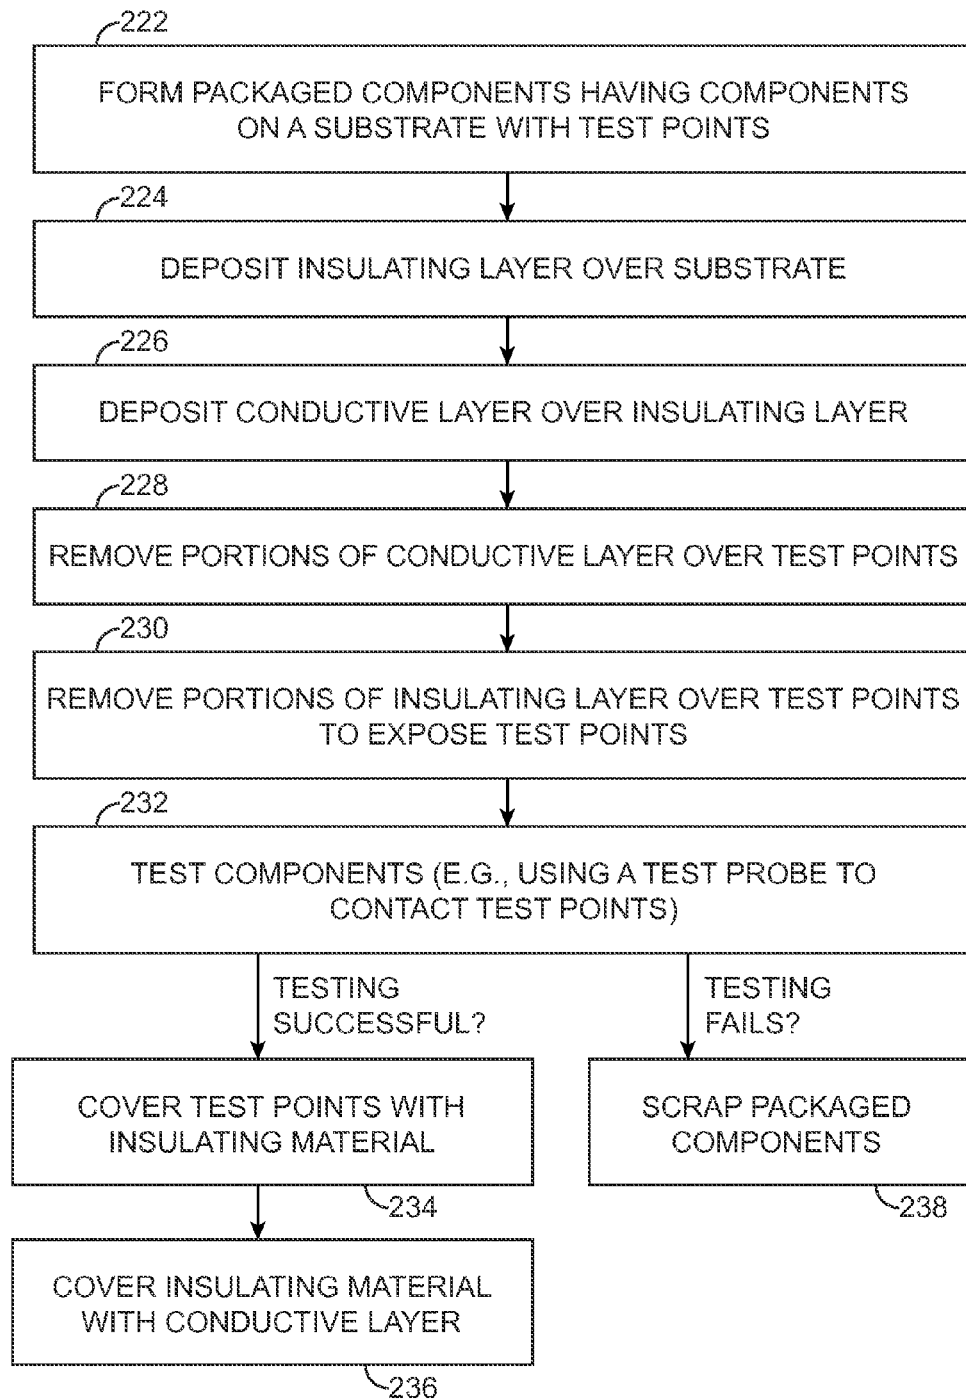 222
FORM PACKAGED COMPONENTS HAVING COMPONENTS
ON A SUBSTRATE WITH TEST POINTS
224
DEPOSIT INSULATING LAYER OVER SUBSTRATE
226
DEPOSIT CONDUCTIVE LAYER OVER INSULATING LAYER
228
REMOVE PORTIONS OF CONDUCTIVE LAYER OVER TEST POINTS
230
REMOVE PORTIONS OF INSULATING LAYER OVER TEST POINTS
TO EXPOSE TEST POINTS
232
TEST COMPONENTS (E.G., USING A TEST PROBE TO
CONTACT TEST POINTS)
TESTING
SUCCESSFUL?
TESTING
FAILS?
COVER TEST POINTS WITH
INSULATING MATERIAL
234
SCRAP PACKAGED
COMPONENTS
238
COVER INSULATING MATERIAL
WITH CONDUCTIVE LAYER
236